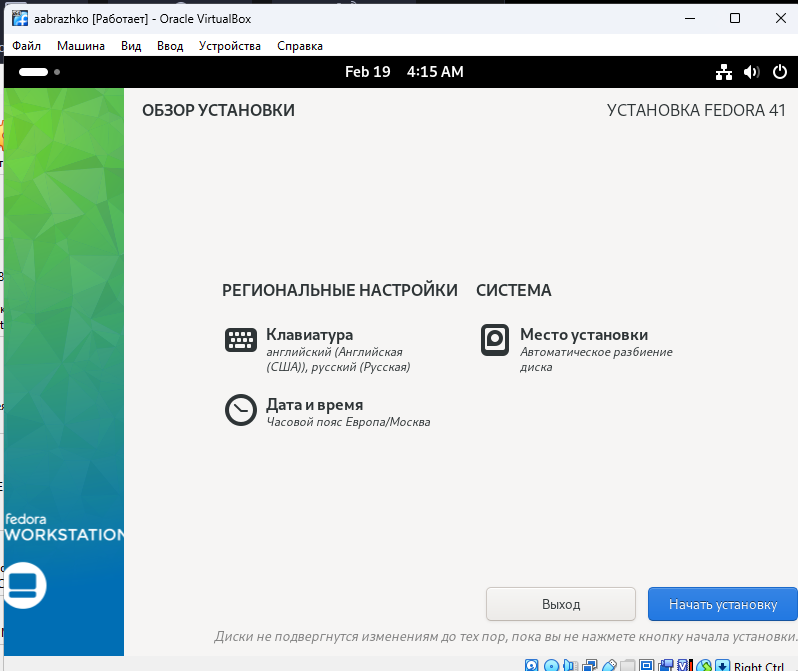 aabrazhko [Работает] - Oracle VirtualBox
Файл Машина Вид Ввод Устройства Справка
Feb 19 4:15 AM
ОБЗОР УСТАНОВКИ
УСТАНОВКА FEDORA 41
РЕГИОНАЛЬНЫЕ НАСТРОЙКИ
Клавиатура
английский (Английская
(США)), русский (Русская)
Дата и время
Часовой пояс Европа/Москва
СИСТЕМА
Место установки
Автоматическое разбиение
диска
fedora
WORKSTATION
Выход
Начать установку
Диски не подвергнутся изменениям до тех пор, пока вы не нажмете кнопку начала установки.
Right Ctrl